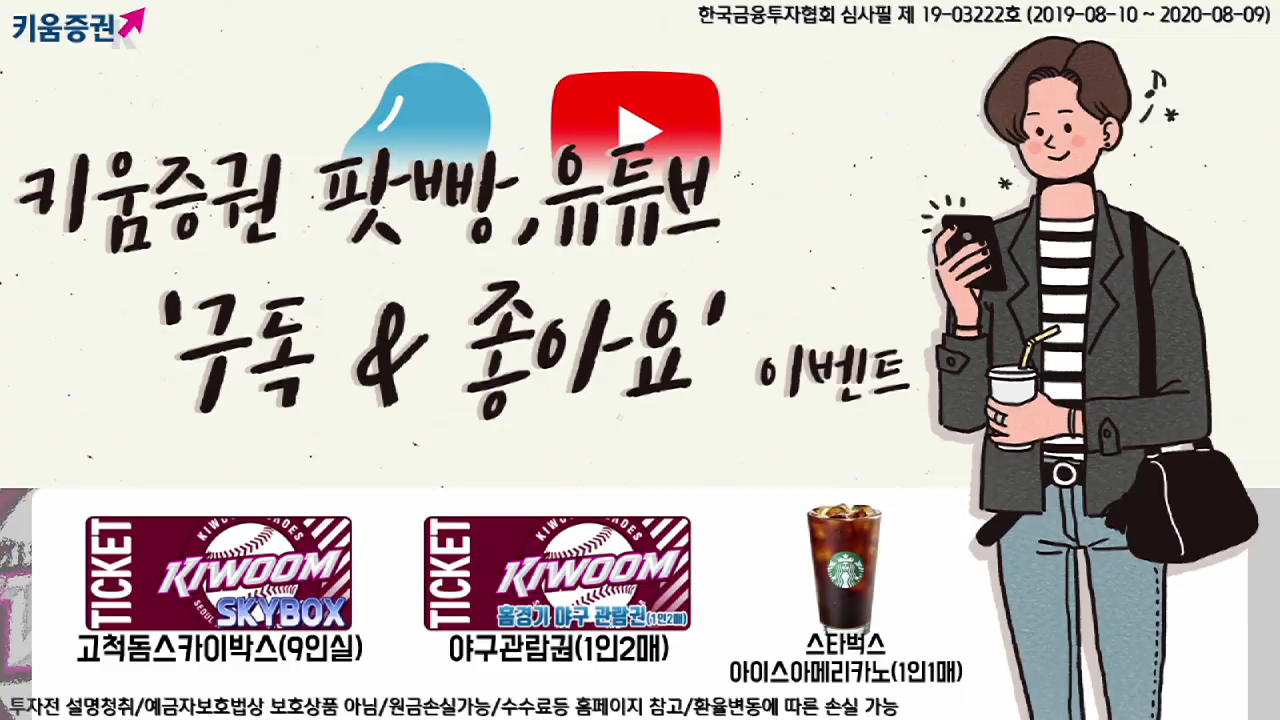 키움증권
한국금융투자협회 심사필 제 19-03222호 (2019-08-10 ~ 2020-08-09)
키움증권 팟빵, 유튜브
'구독 & 좋아요' 이벤트
TICKET
KIWOOM HEROES
KIWOOM
SEOUL
SKYBOX
고척돔스카이박스(9인실)
TICKET
KIWOOM HEROES
KIWOOM
홈경기 야구 관람권(1인2매)
야구관람권(1인2매)
스타벅스
아이스아메리카노(1인1매)
투자전 설명청취/예금자보호법상 보호상품 아님/원금손실가능/수수료등 홈페이지 참고/환율변동에 따른 손실 가능